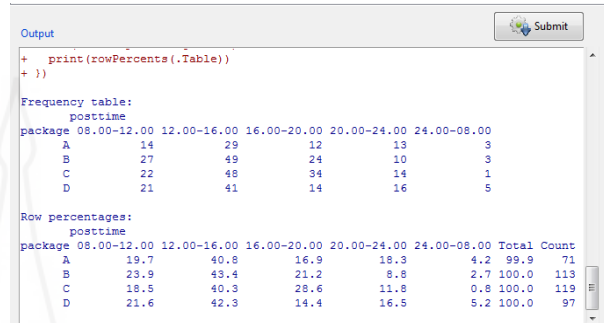 Output
Submit
+   print(rowPercents(.Table))
+ })
Frequency table:
posttime
package 08.00-12.00 12.00-16.00 16.00-20.00 20.00-24.00 24.00-08.00
A 14 29 12 13 3
B 27 49 24 10 3
C 22 48 34 14 1
D 21 41 14 16 5
Row percentages:
posttime
package 08.00-12.00 12.00-16.00 16.00-20.00 20.00-24.00 24.00-08.00 Total Count
A 19.7 40.8 16.9 18.3 4.2 99.9 71
B 23.9 43.4 21.2 8.8 2.7 100.0 113
C 18.5 40.3 28.6 11.8 0.8 100.0 119
D 21.6 42.3 14.4 16.5 5.2 100.0 97